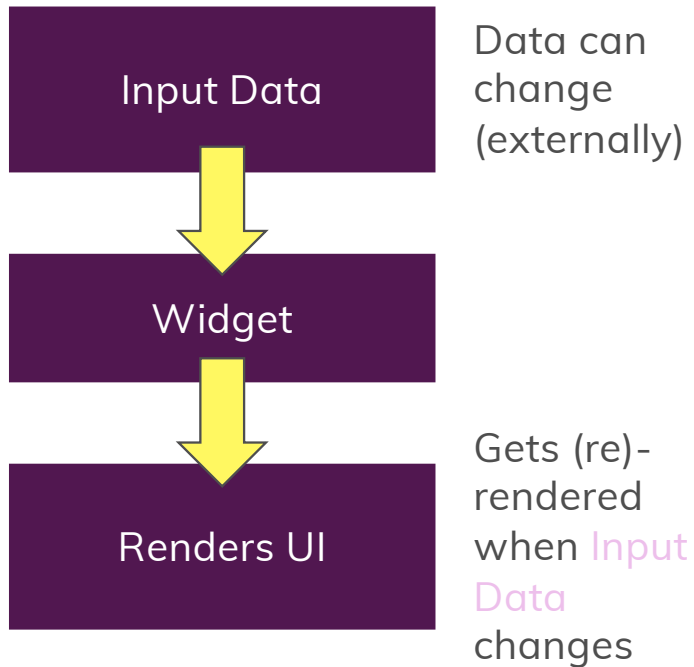 Input Data
Data can
change
(externally)
Widget
Renders UI
Gets (re)-
rendered
when Input
Data
changes